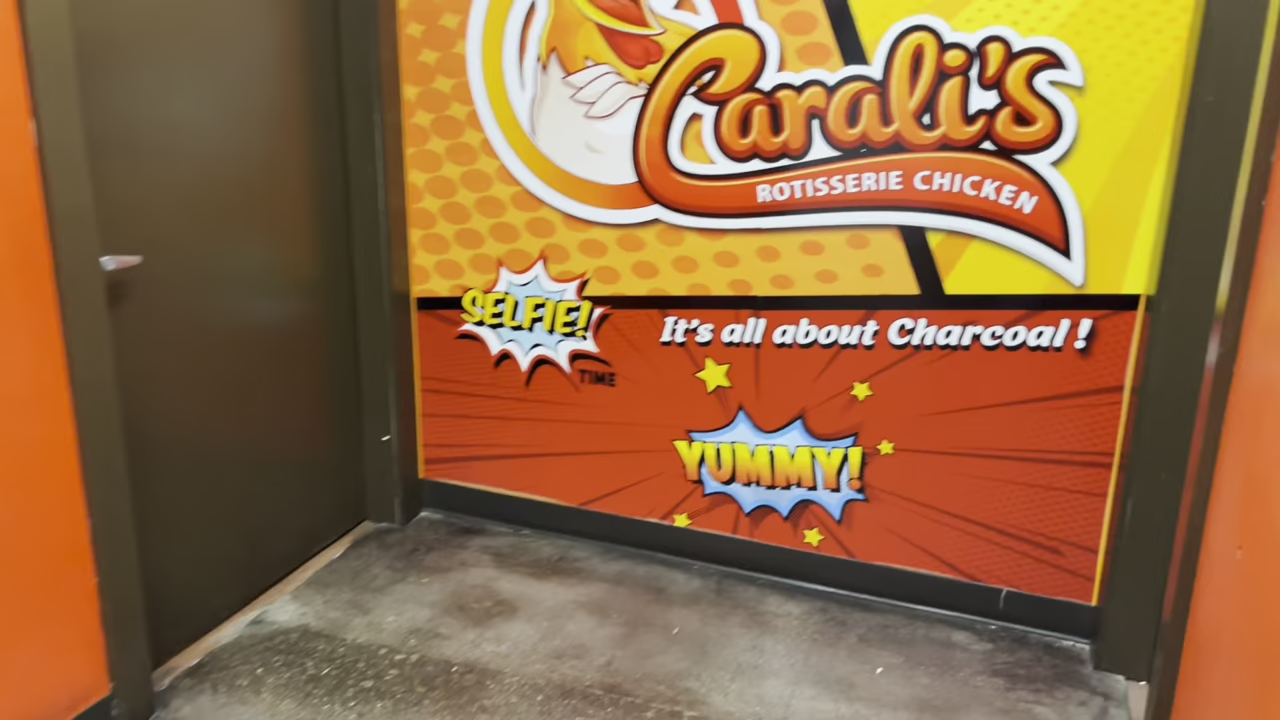 Carali's
ROTISSERIE CHICKEN
SELFIE!
TIME
It's all about Charcoal!
YUMMY!